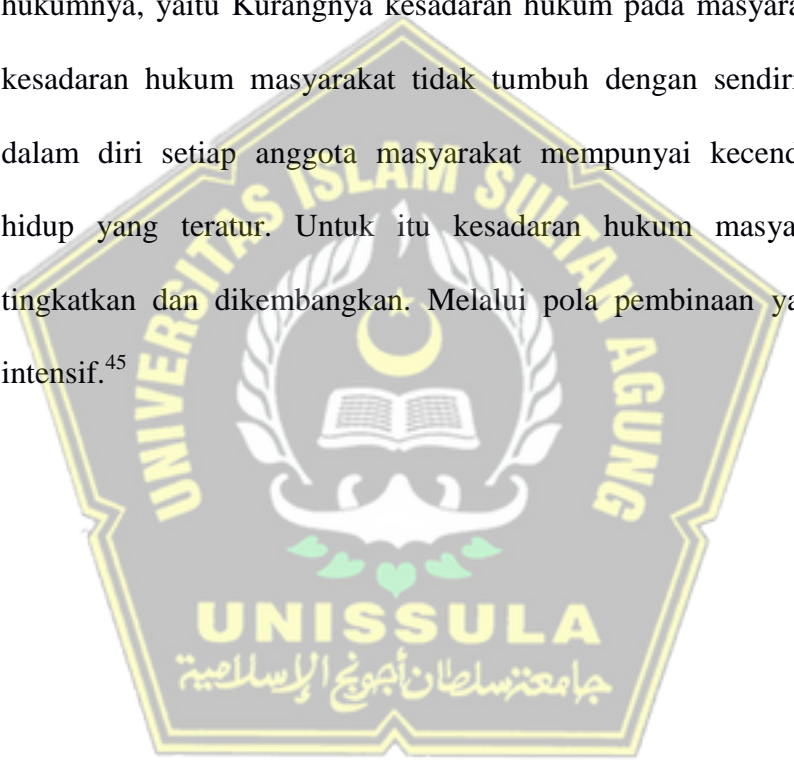 hukumnya, yaitu Kurangnya kesadaran hukum pada masyara
kesadaran hukum masyarakat tidak tumbuh dengan sendiri
dalam diri setiap anggota masyarakat mempunyai kecend
hidup yang teratur. Untuk itu kesadaran hukum masya
tingkatkan dan dikembangkan. Melalui pola pembinaan ya
intensif.45
UNIVERSITAS ISLAM SULTAN AGUNG
UNISSULA
جامعة سلطان أجونج الإسلامية